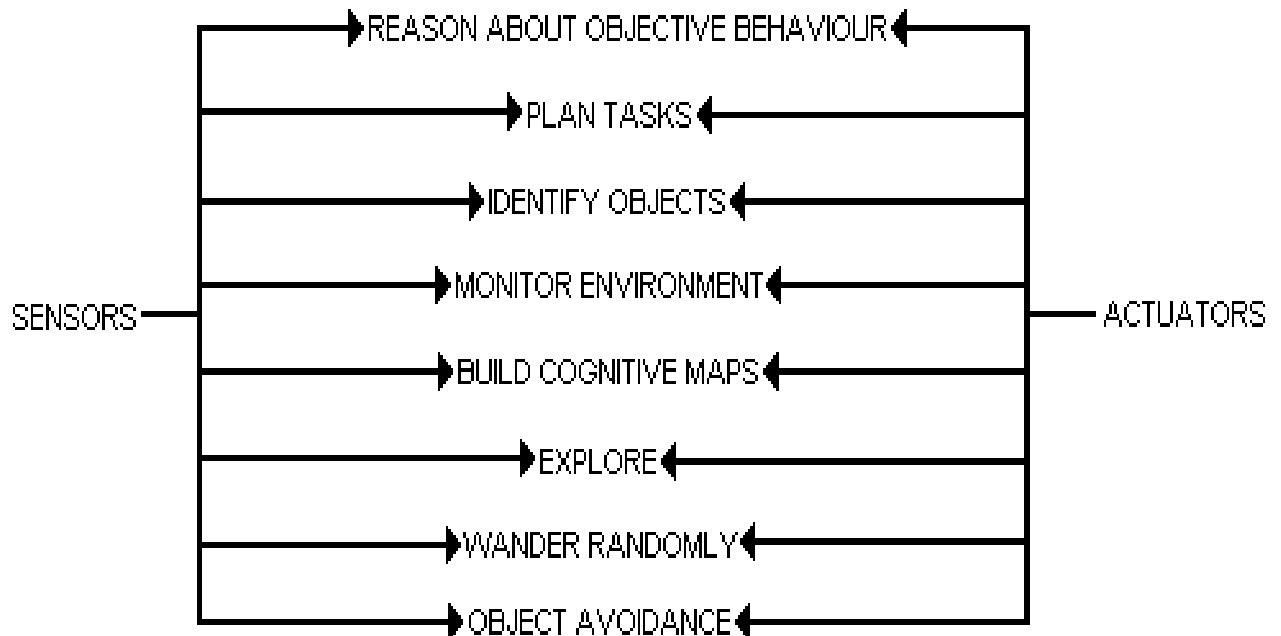 REASON ABOUT OBJECTIVE BEHAVIOUR
PLAN TASKS
IDENTIFY OBJECTS
MONITOR ENVIRONMENT
SENSORS
ACTUATORS
BUILD COGNITIVE MAPS
EXPLORE
WANDER RANDOMLY
OBJECT AVOIDANCE